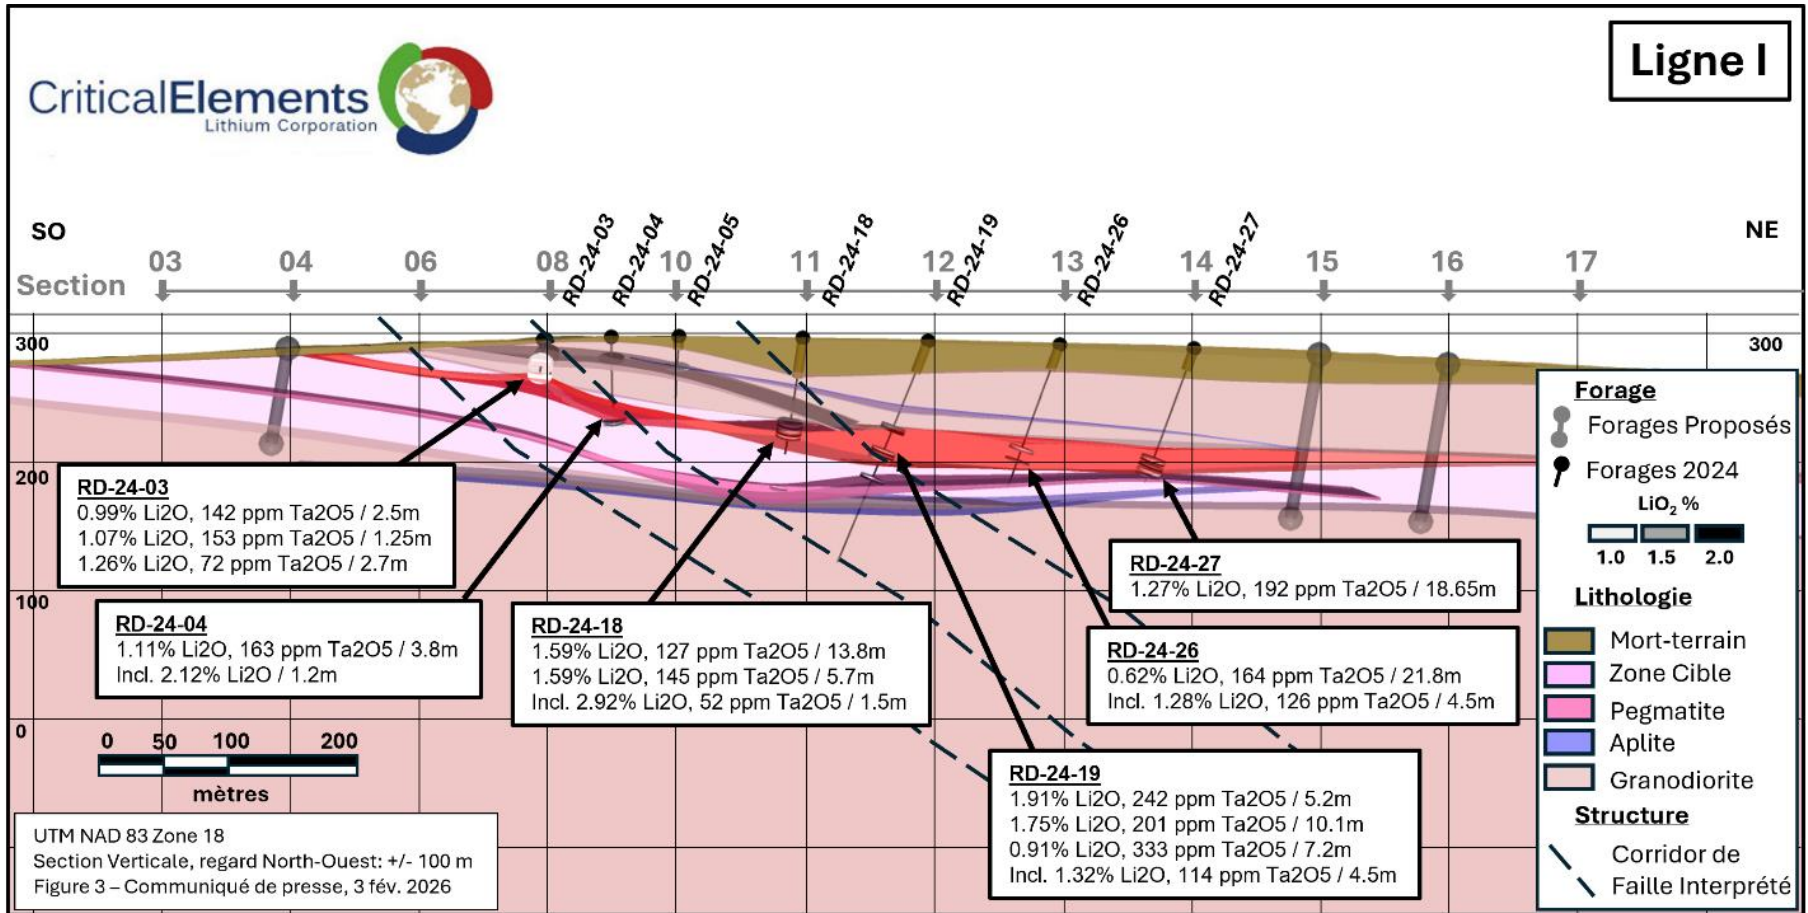 CriticalElements
Lithium Corporation
Ligne I
SO
NE
Section
03 04 06 08 10 11 12 13 14 15 16 17
RD-24-03
RD-24-04
RD-24-05
RD-24-18
RD-24-19
RD-24-26
RD-24-27
300
300
200
100
0
RD-24-03
0.99% Li2O, 142 ppm Ta2O5 / 2.5m
1.07% Li2O, 153 ppm Ta2O5 / 1.25m
1.26% Li2O, 72 ppm Ta2O5 / 2.7m
RD-24-04
1.11% Li2O, 163 ppm Ta2O5 / 3.8m
Incl. 2.12% Li2O / 1.2m
RD-24-18
1.59% Li2O, 127 ppm Ta2O5 / 13.8m
1.59% Li2O, 145 ppm Ta2O5 / 5.7m
Incl. 2.92% Li2O, 52 ppm Ta2O5 / 1.5m
RD-24-27
1.27% Li2O, 192 ppm Ta2O5 / 18.65m
RD-24-26
0.62% Li2O, 164 ppm Ta2O5 / 21.8m
Incl. 1.28% Li2O, 126 ppm Ta2O5 / 4.5m
RD-24-19
1.91% Li2O, 242 ppm Ta2O5 / 5.2m
1.75% Li2O, 201 ppm Ta2O5 / 10.1m
0.91% Li2O, 333 ppm Ta2O5 / 7.2m
Incl. 1.32% Li2O, 114 ppm Ta2O5 / 4.5m
Forage
Forages Proposés
Forages 2024
LiO₂ %
1.0 1.5 2.0
Lithologie
Mort-terrain
Zone Cible
Pegmatite
Aplite
Granodiorite
Structure
Corridor de
Faille Interprété
0 50 100 200
mètres
UTM NAD 83 Zone 18
Section Verticale, regard North-Ouest: +/- 100 m
Figure 3 – Communiqué de presse, 3 fév. 2026